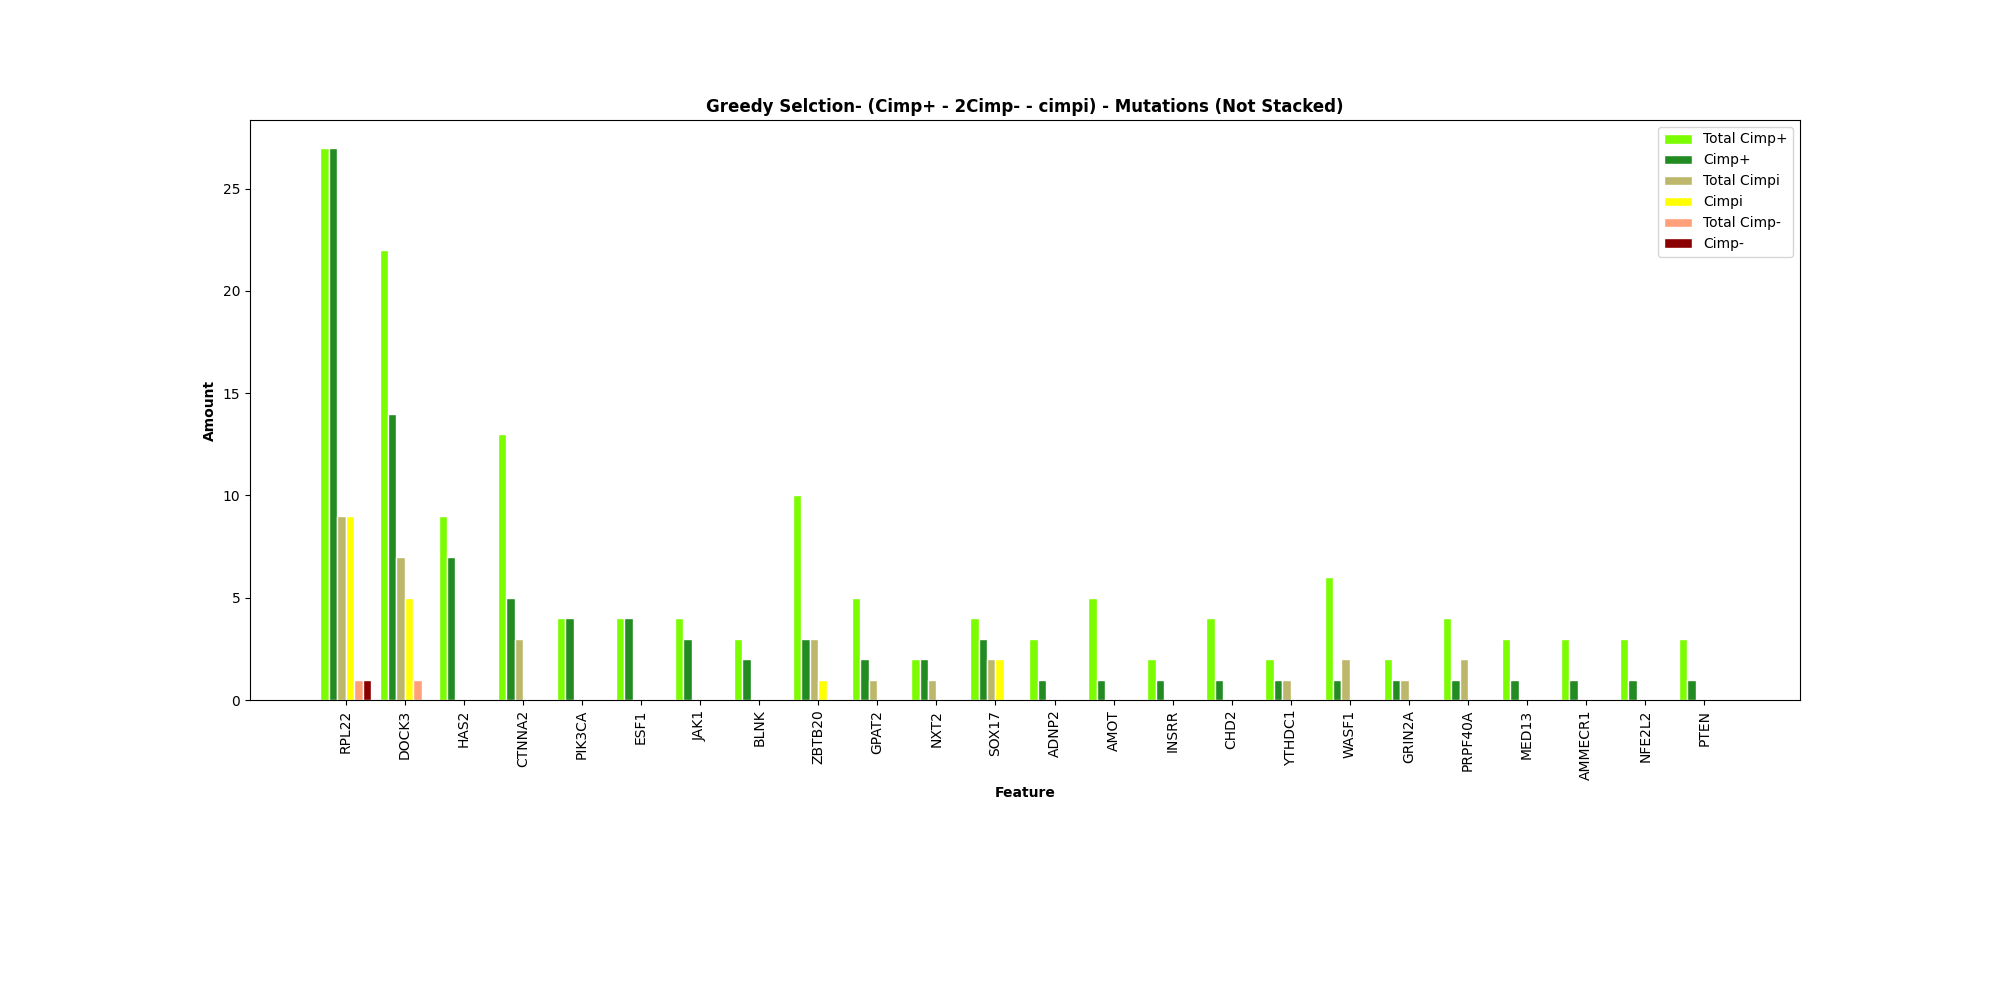 Greedy Selction- (Cimp+ - 2Cimp- - cimpi) - Mutations (Not Stacked)
Total Cimp+
Cimp+
Total Cimpi
Cimpi
Total Cimp-
Cimp-
Amount
25
20
15
10
5
0
RPL22
DOCK3
HAS2
CTNNA2
PIK3CA
ESF1
JAK1
BLNK
ZBTB20
GPAT2
NXT2
SOX17
ADNP2
AMOT
INSRR
CHD2
YTHDC1
WASF1
GRIN2A
PRPF40A
MED13
AMMECR1
NFE2L2
PTEN
Feature